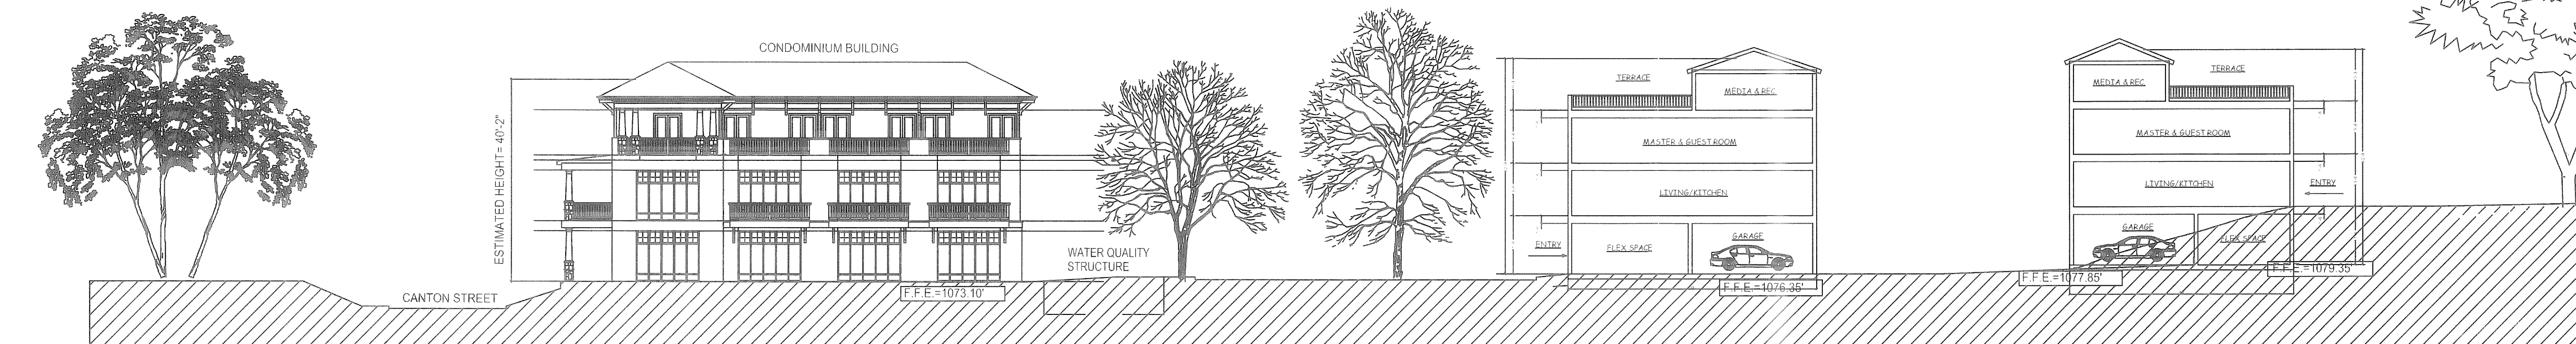 CONDOMINIUM BUILDING
ESTIMATED HEIGHT= 40'-2"
CANTON STREET
F.F.E.=1073.10'
WATER QUALITY
STRUCTURE
TERRACE
MEDIA & REC
MASTER & GUEST ROOM
LIVING/KITCHEN
ENTRY
FLEX SPACE
GARAGE
F.F.E.=1076.35'
MEDIA & REC
TERRACE
MASTER & GUEST ROOM
LIVING/KITCHEN
ENTRY
GARAGE
FLEX SPACE
F.F.E.=1077.85'
F.F.E.=1079.35'